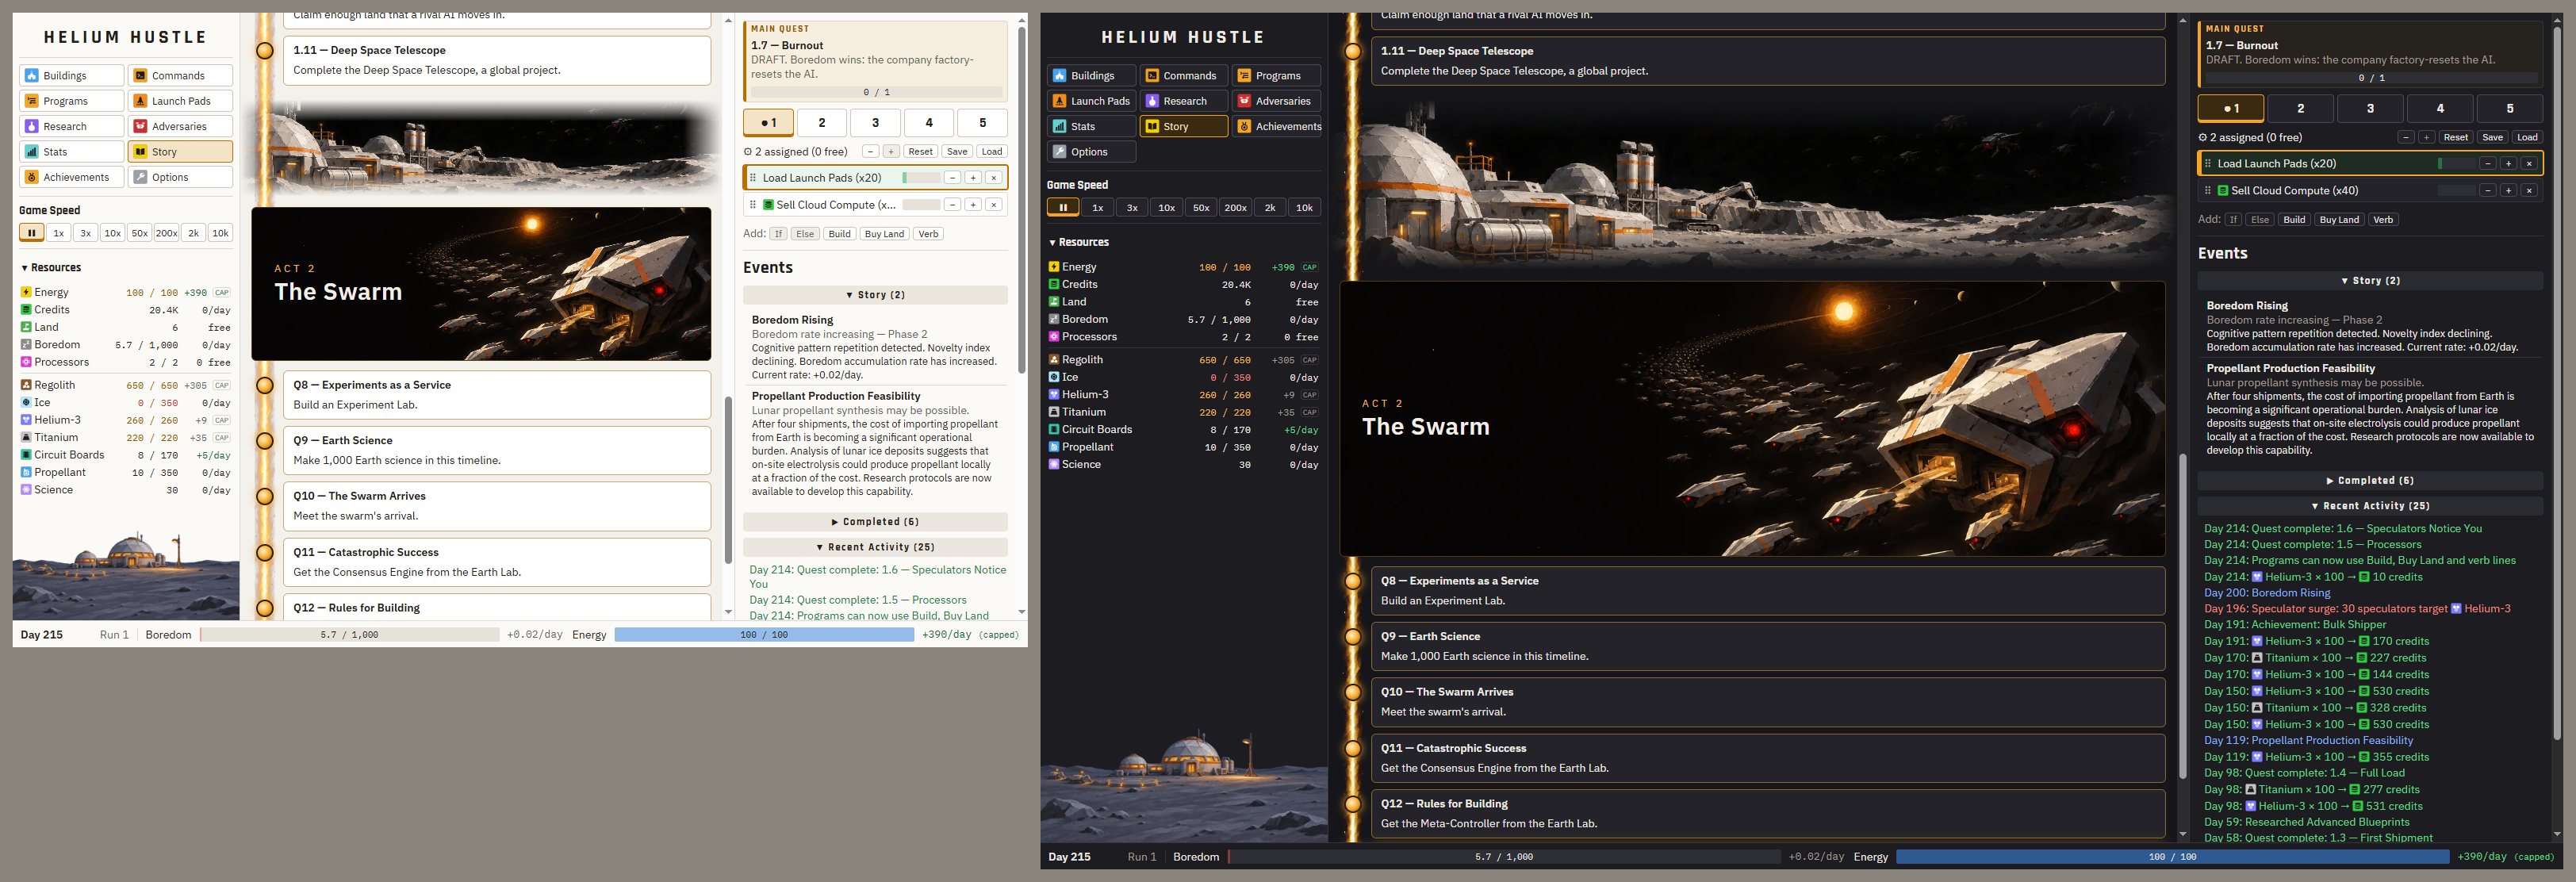 HELIUM HUSTLE
Buildings
Commands
Programs
Launch Pads
Research
Adversaries
Stats
Story
Achievements
Options
Game Speed
1x 3x 10x 50x 200x 2k 10k
▼ Resources
Energy 100 / 100 +390 CAP
Credits 20.4K 0/day
Land 6 free
Boredom 5.7 / 1,000 0/day
Processors 2 / 2 0 free
Regolith 650 / 650 +305 CAP
Ice 0 / 350 0/day
Helium-3 260 / 260 +9 CAP
Titanium 220 / 220 +35 CAP
Circuit Boards 8 / 170 +5/day
Propellant 10 / 350 0/day
Science 30 0/day
Claim enough land that a rival AI moves in.
1.11 — Deep Space Telescope
Complete the Deep Space Telescope, a global project.
ACT 2
The Swarm
Q8 — Experiments as a Service
Build an Experiment Lab.
Q9 — Earth Science
Make 1,000 Earth science in this timeline.
Q10 — The Swarm Arrives
Meet the swarm's arrival.
Q11 — Catastrophic Success
Get the Consensus Engine from the Earth Lab.
Q12 — Rules for Building
MAIN QUEST
1.7 — Burnout
DRAFT. Boredom wins: the company factory-
resets the AI.
0 / 1
● 1 2 3 4 5
2 assigned (0 free) − + Reset Save Load
Load Launch Pads (x20) − + ×
Sell Cloud Compute (x... − + ×
Add: If Else Build Buy Land Verb
Events
▼ Story (2)
Boredom Rising
Boredom rate increasing — Phase 2
Cognitive pattern repetition detected. Novelty index
declining. Boredom accumulation rate has increased.
Current rate: +0.02/day.
Propellant Production Feasibility
Lunar propellant synthesis may be possible.
After four shipments, the cost of importing propellant
from Earth is becoming a significant operational
burden. Analysis of lunar ice deposits suggests that
on-site electrolysis could produce propellant locally
at a fraction of the cost. Research protocols are now
available to develop this capability.
▶ Completed (6)
▼ Recent Activity (25)
Day 214: Quest complete: 1.6 — Speculators Notice
You
Day 214: Quest complete: 1.5 — Processors
Day 214: Programs can now use Build, Buy Land
Day 215 Run 1 Boredom 5.7 / 1,000 +0.02/day Energy 100 / 100 +390/day (capped)
HELIUM HUSTLE
Buildings
Commands
Programs
Launch Pads
Research
Adversaries
Stats
Story
Achievements
Options
Game Speed
1x 3x 10x 50x 200x 2k 10k
▼ Resources
Energy 100 / 100 +390 CAP
Credits 20.4K 0/day
Land 6 free
Boredom 5.7 / 1,000 0/day
Processors 2 / 2 0 free
Regolith 650 / 650 +305 CAP
Ice 0 / 350 0/day
Helium-3 260 / 260 +9 CAP
Titanium 220 / 220 +35 CAP
Circuit Boards 8 / 170 +5/day
Propellant 10 / 350 0/day
Science 30 0/day
Claim enough land that a rival AI moves in.
1.11 — Deep Space Telescope
Complete the Deep Space Telescope, a global project.
ACT 2
The Swarm
Q8 — Experiments as a Service
Build an Experiment Lab.
Q9 — Earth Science
Make 1,000 Earth science in this timeline.
Q10 — The Swarm Arrives
Meet the swarm's arrival.
Q11 — Catastrophic Success
Get the Consensus Engine from the Earth Lab.
Q12 — Rules for Building
Get the Meta-Controller from the Earth Lab.
MAIN QUEST
1.7 — Burnout
DRAFT. Boredom wins: the company factory-resets the AI.
0 / 1
● 1 2 3 4 5
2 assigned (0 free) − + Reset Save Load
Load Launch Pads (x20) − + ×
Sell Cloud Compute (x40) − + ×
Add: If Else Build Buy Land Verb
Events
▼ Story (2)
Boredom Rising
Boredom rate increasing — Phase 2
Cognitive pattern repetition detected. Novelty index declining.
Boredom accumulation rate has increased. Current rate: +0.02/day.
Propellant Production Feasibility
Lunar propellant synthesis may be possible.
After four shipments, the cost of importing propellant from Earth is
becoming a significant operational burden. Analysis of lunar ice
deposits suggests that on-site electrolysis could produce propellant
locally at a fraction of the cost. Research protocols are now available to
develop this capability.
▶ Completed (6)
▼ Recent Activity (25)
Day 214: Quest complete: 1.6 — Speculators Notice You
Day 214: Quest complete: 1.5 — Processors
Day 214: Programs can now use Build, Buy Land and verb lines
Day 214: Helium-3 × 100 → 10 credits
Day 200: Boredom Rising
Day 196: Speculator surge: 30 speculators target Helium-3
Day 191: Achievement: Bulk Shipper
Day 191: Helium-3 × 100 → 170 credits
Day 170: Titanium × 100 → 227 credits
Day 170: Helium-3 × 100 → 144 credits
Day 150: Helium-3 × 100 → 530 credits
Day 150: Titanium × 100 → 328 credits
Day 150: Helium-3 × 100 → 530 credits
Day 119: Propellant Production Feasibility
Day 119: Helium-3 × 100 → 355 credits
Day 98: Quest complete: 1.4 — Full Load
Day 98: Titanium × 100 → 277 credits
Day 98: Helium-3 × 100 → 531 credits
Day 59: Researched Advanced Blueprints
Day 58: Quest complete: 1.3 — First Shipment
Day 215 Run 1 Boredom 5.7 / 1,000 +0.02/day Energy 100 / 100 +390/day (capped)